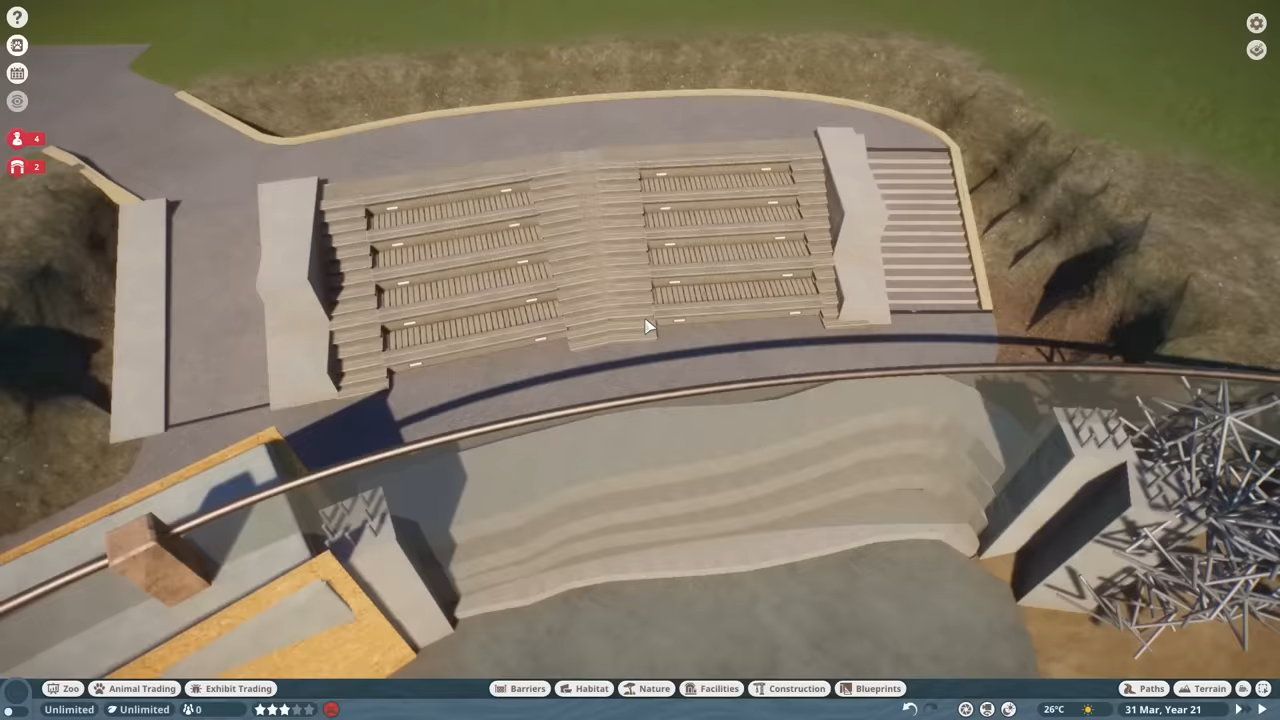 ?
4
2
Zoo
Animal Trading
Exhibit Trading
Barriers
Habitat
Nature
Facilities
Construction
Blueprints
Paths
Terrain
Unlimited
Unlimited
0
26°C
31 Mar, Year 21